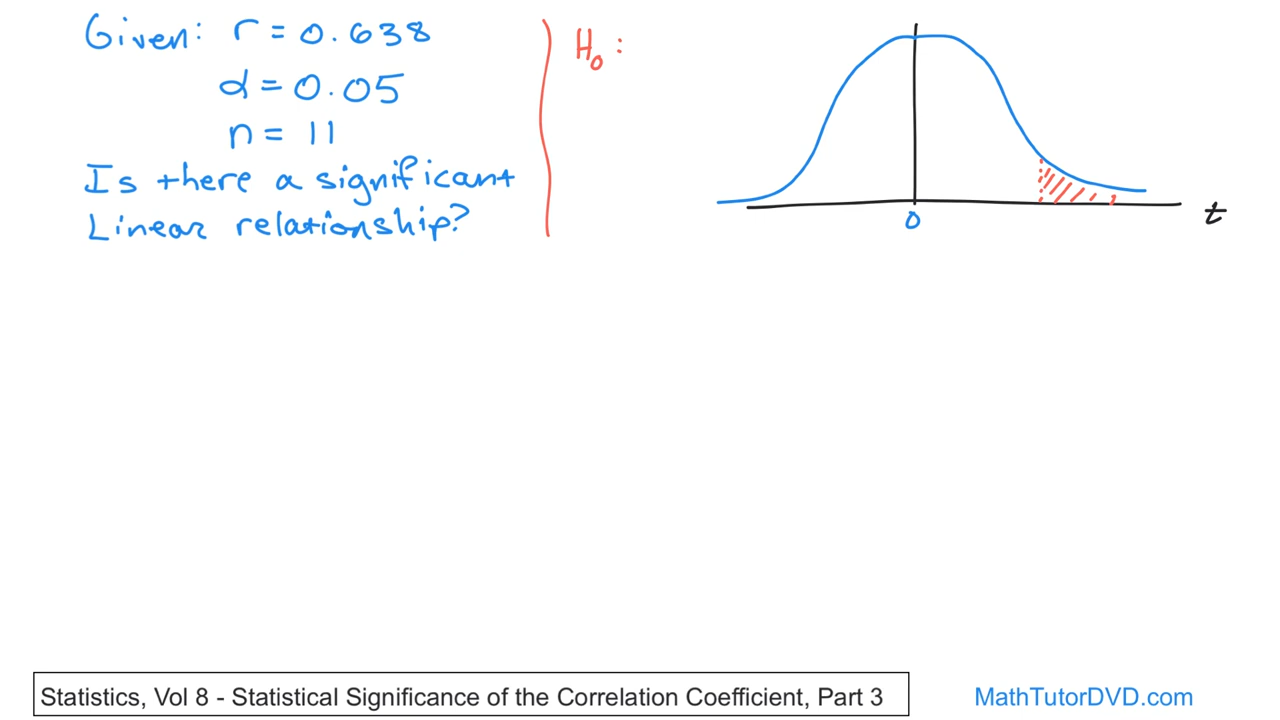 Given: r = 0.638
α = 0.05
n = 11
Is there a significant
Linear relationship?
H₀ :
0
t
Statistics, Vol 8 - Statistical Significance of the Correlation Coefficient, Part 3
MathTutorDVD.com